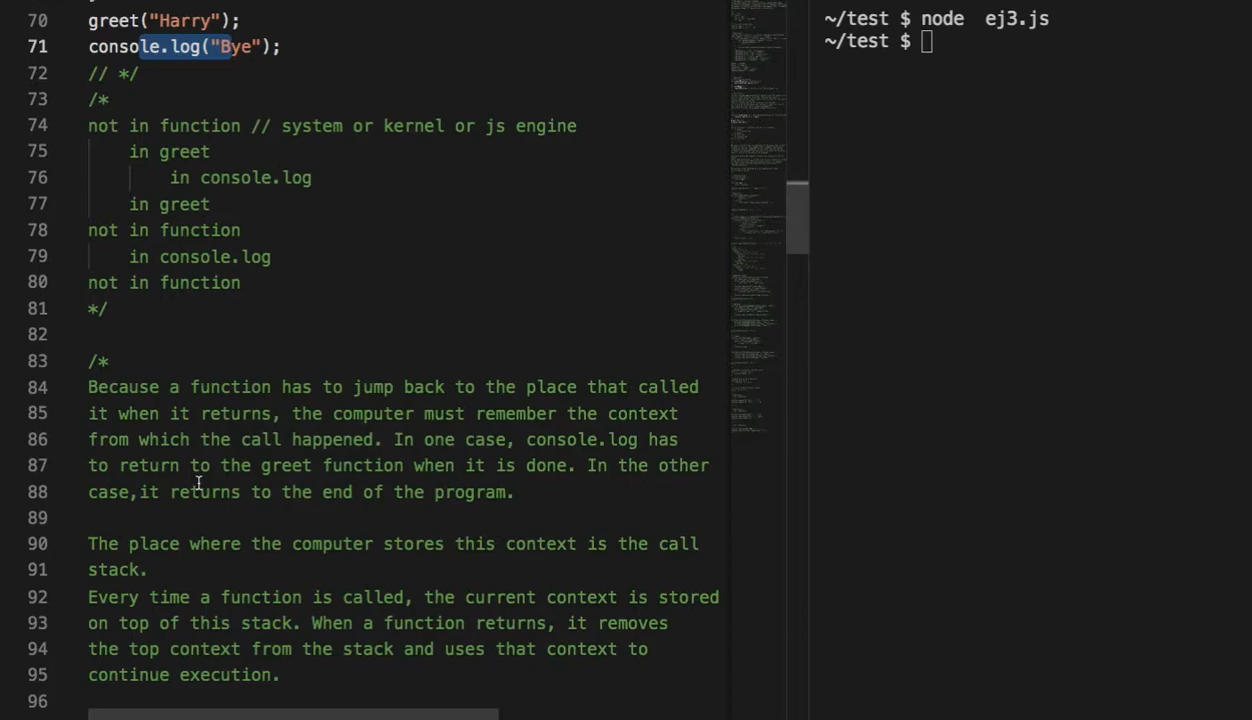 70 greet("Harry");
71 console.log("Bye");
72 // */
73 /*
74 not in function // system or kernel or js engine
75 in greet
76 in console.log
77 in greet
78 not in function
79 in console.log
80 not in function
81 */
82
83 /*
84 Because a function has to jump back to the place that called
85 it when it returns, the computer must remember the context
86 from which the call happened. In one case, console.log has
87 to return to the greet function when it is done. In the other
88 case,it returns to the end of the program.
89
90 The place where the computer stores this context is the call
91 stack.
92 Every time a function is called, the current context is stored
93 on top of this stack. When a function returns, it removes
94 the top context from the stack and uses that context to
95 continue execution.
96
~/test $ node  ej3.js
~/test $